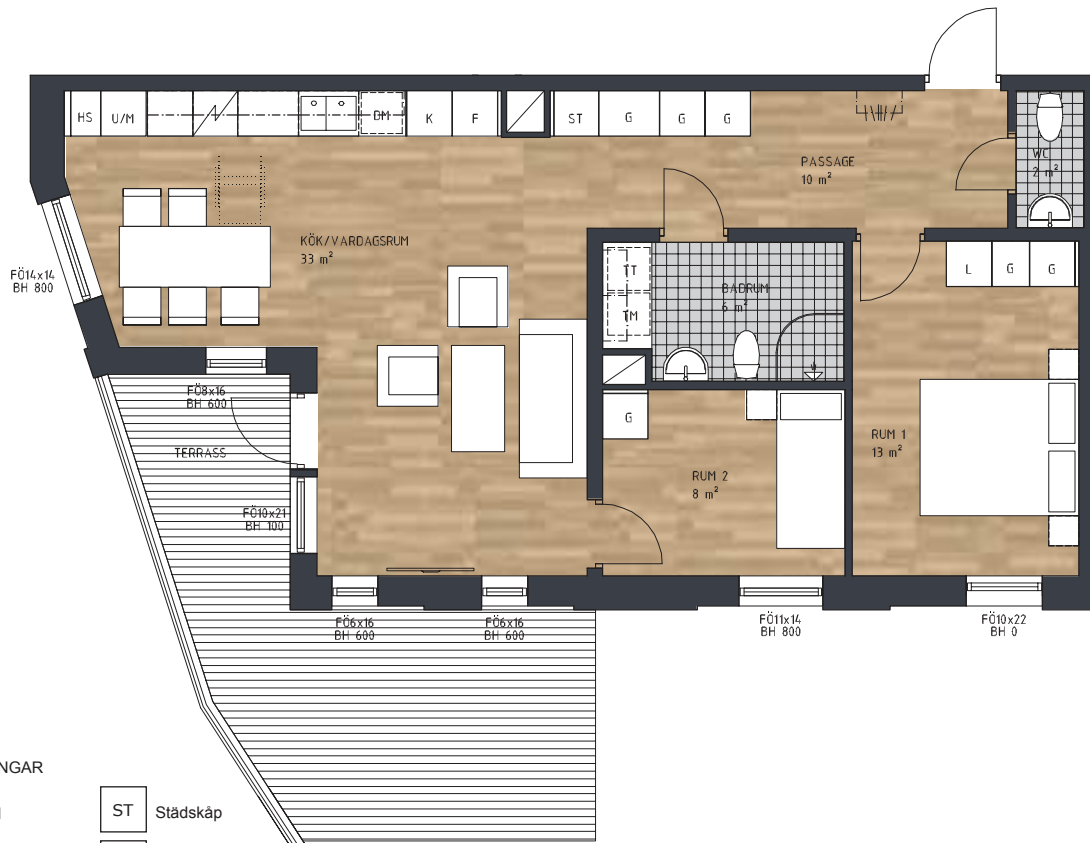 HS
U/M
DM
K
F
ST
G
G
G
PASSAGE
10 m²
WC
2 m²
KÖK/VARDAGSRUM
33 m²
TT
TM
BADRUM
6 m²
L
G
G
FÖ14x14
BH 800
FÖ8x16
BH 600
TERRASS
FÖ10x21
BH 100
G
RUM 2
8 m²
RUM 1
13 m²
FÖ6x16
BH 600
FÖ6x16
BH 600
FÖ11x14
BH 800
FÖ10x22
BH 0
NGAR
ST Städskåp